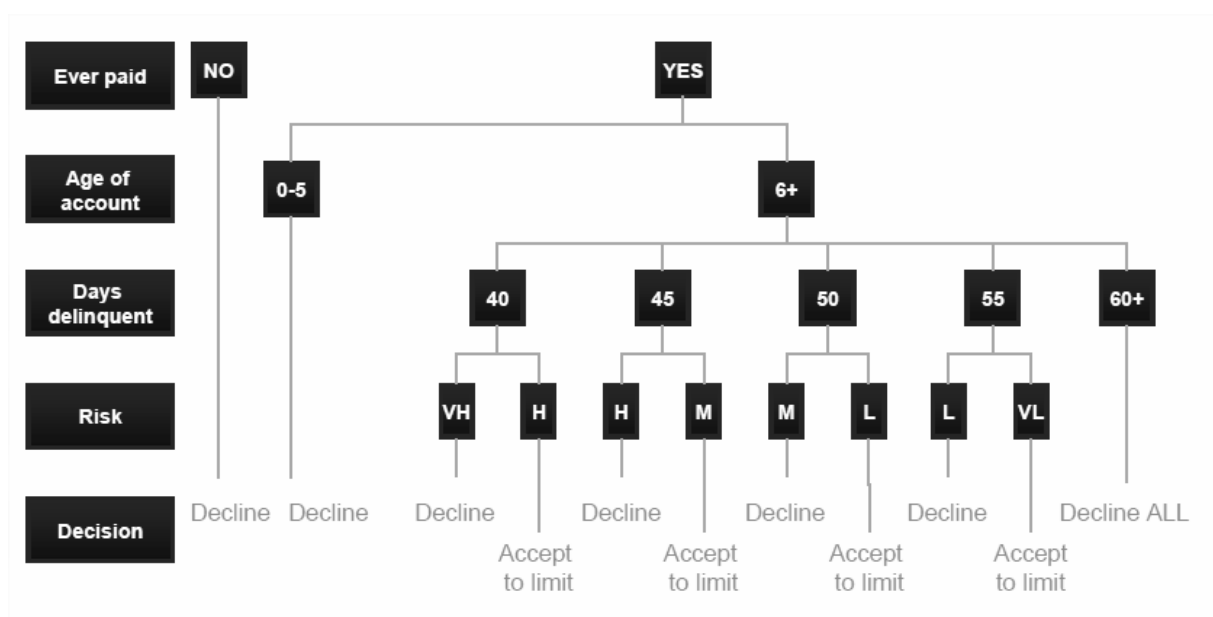 Ever paid
NO
YES
Age of
account
0-5
6+
Days
delinquent
40
45
50
55
60+
Risk
VH
H
H
M
M
L
L
VL
Decision
Decline
Decline
Decline
Accept
to limit
Decline
Accept
to limit
Decline
Accept
to limit
Decline
Accept
to limit
Decline ALL